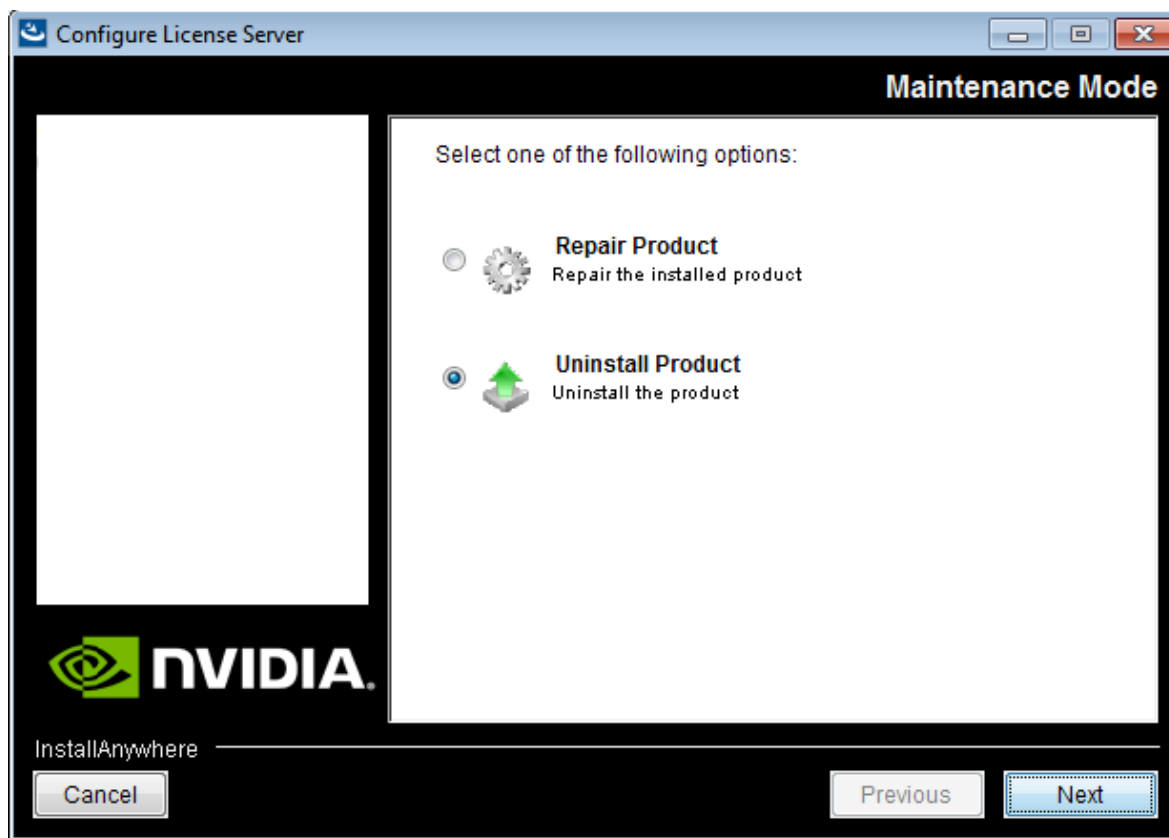 Configure License Server
Maintenance Mode
Select one of the following options:
Repair Product
Repair the installed product
Uninstall Product
Uninstall the product
NVIDIA.
InstallAnywhere
Cancel
Previous
Next